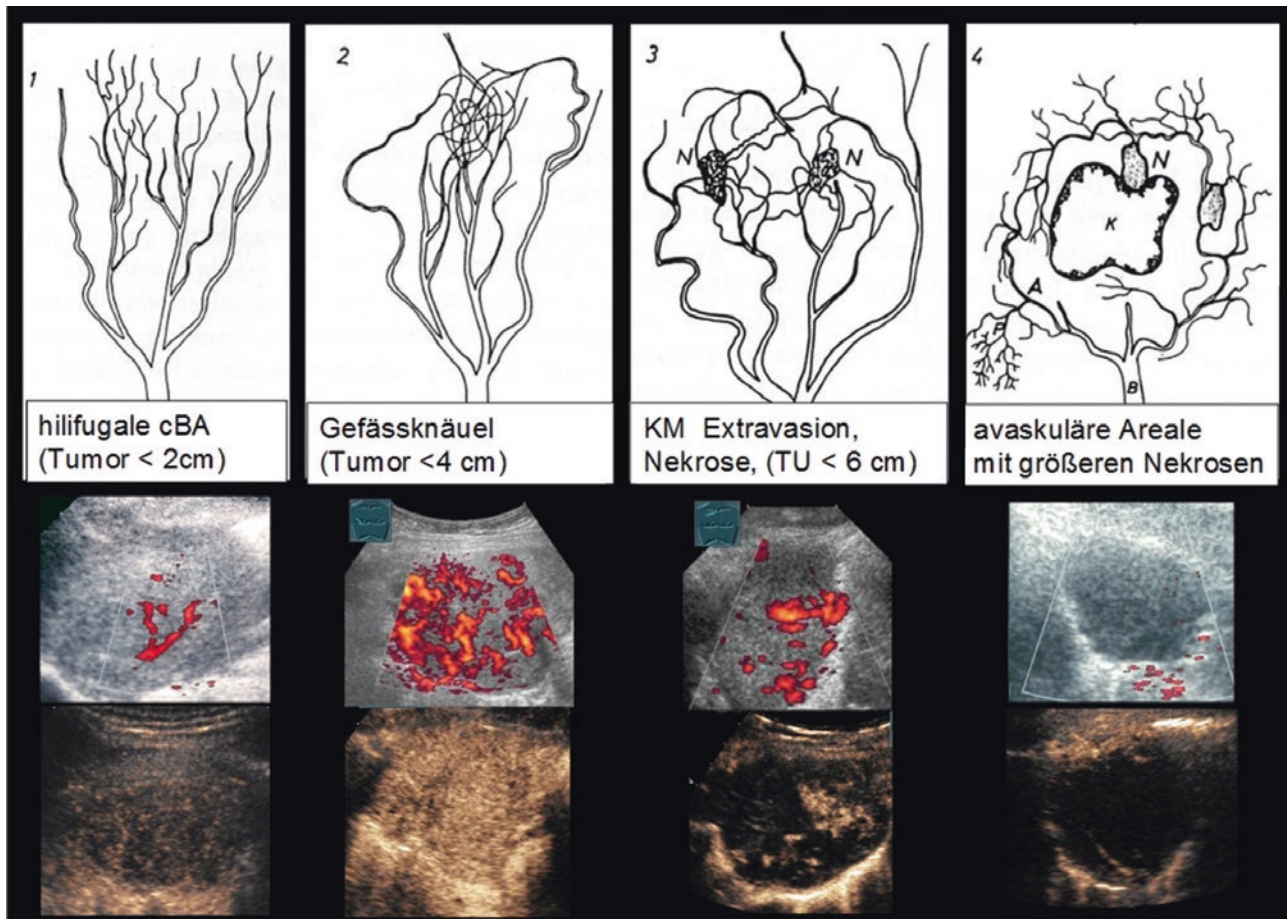 1
2
3
4
N
N
N
K
A
P
B
hilifugale cBA
(Tumor < 2cm)
Gefässknäuel
(Tumor <4 cm)
KM Extravasion,
Nekrose, (TU < 6 cm)
avaskuläre Areale
mit größeren Nekrosen